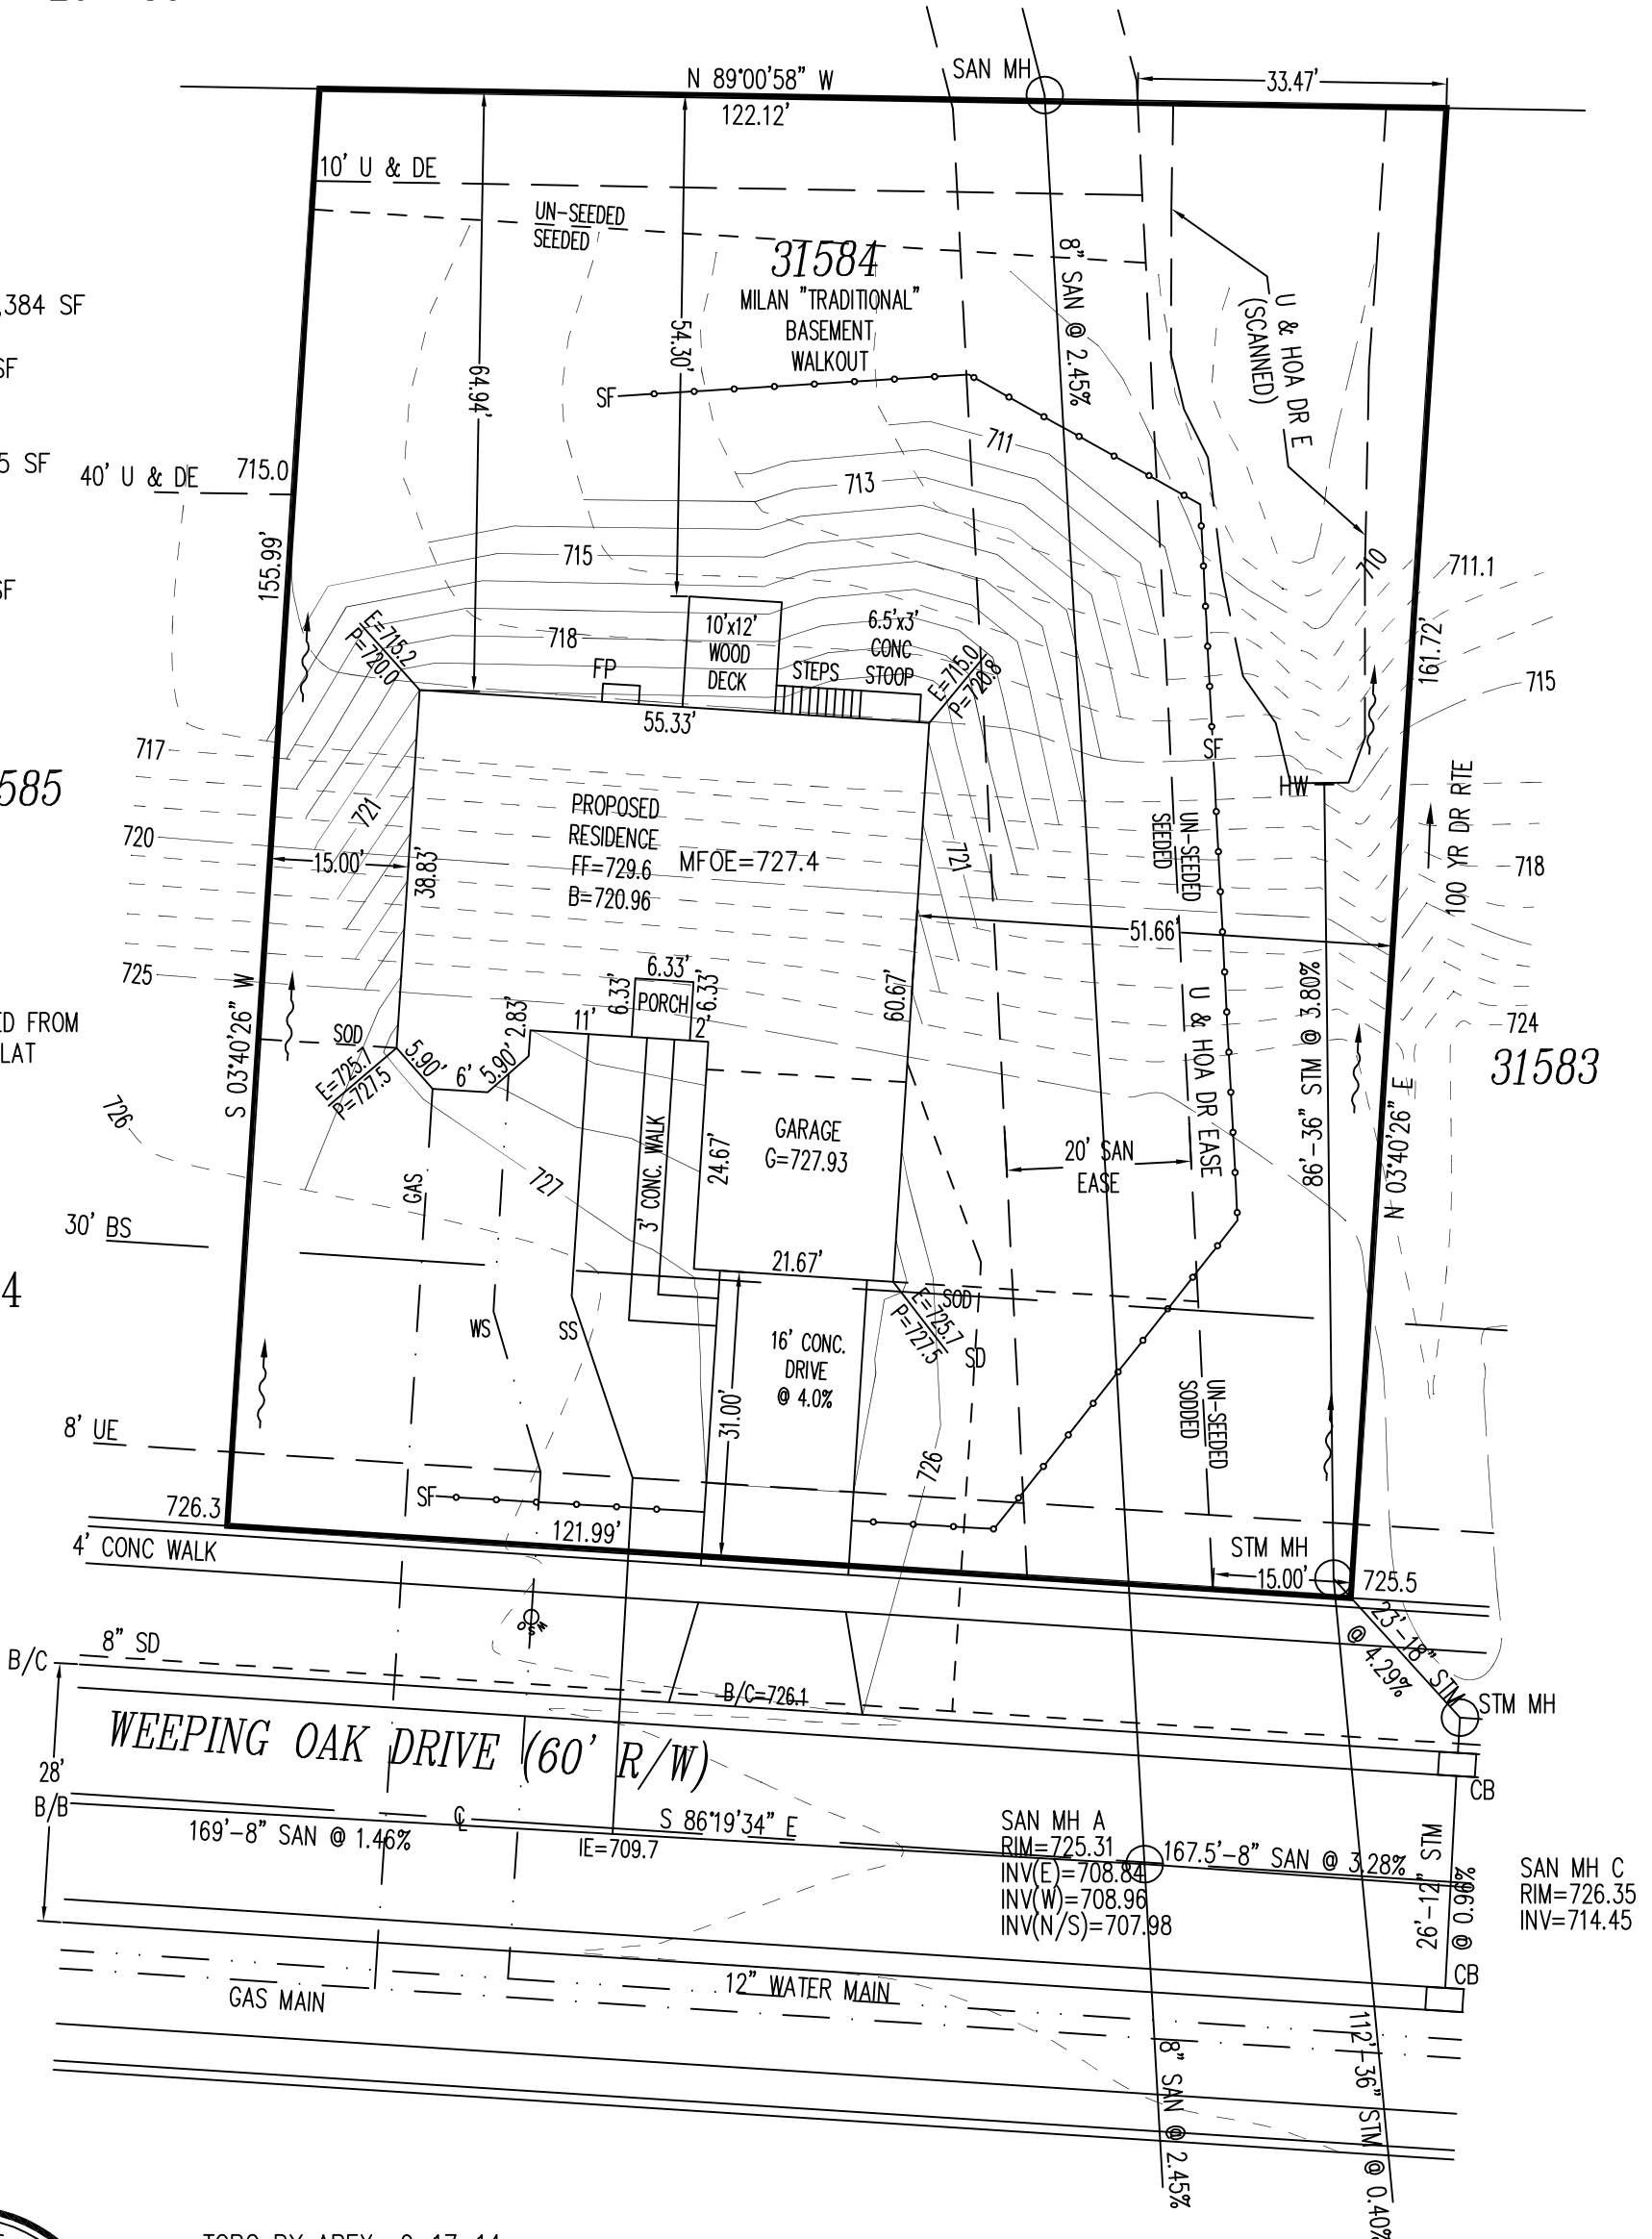 SAN MH
N 89°00'58" W
33.47'
122.12'
10' U & DE
UN-SEEDED
SEEDED
31584
MILAN "TRADITIONAL"
BASEMENT
WALKOUT
8" SAN @ 2.45%
U & HOA DR E
(SCANNED)
,384 SF
SF
5 SF
SF
64.94'
54.30'
SF
711
713
40' U & DE
715.0
155.99'
715
710
711.1
E=715.2
P=720.0
718
10'x12'
WOOD
DECK
FP
STEPS
6.5'x3'
CONC
STOOP
E=715.0
P=720.8
161.72'
715
55.33'
717
SF
HW
585
721
PROPOSED
RESIDENCE
FF=729.6
B=720.96
MFOE=727.4
720
15.00'
38.83'
721
SEEDED
UN-SEEDED
100 YR DR RTE
718
51.66'
725
6.33'
6.33'
PORCH
6.33'
60.67'
S 03°40'26" W
ED FROM
LAT
SOD
2.83'
11'
2'
5.90'
6'
5.90'
E=725.7
P=727.5
U & HOA DR EASE
86'-36" STM @ 3.80%
724
31583
N 03°40'26" E
726
GARAGE
G=727.93
24.67'
3' CONC. WALK
20' SAN
EASE
GAS
727
30' BS
21.67'
4
WS
SS
SOD
E=725.7
P=727.5
SD
16' CONC.
DRIVE
@ 4.0%
31.00'
UN-SEEDED
SODDED
8' UE
726
SF
726.3
121.99'
4' CONC WALK
STM MH
15.00'
725.5
23'-18" STM
@ 4.29%
8" SD
B/C
B/C=726.1
STM MH
WEEPING OAK DRIVE (60' R/W)
28'
B/B
CB
169'-8" SAN @ 1.46%
S 86°19'34" E
IE=709.7
SAN MH A
RIM=725.31
INV(E)=708.84
INV(W)=708.96
INV(N/S)=707.98
167.5'-8" SAN @ 3.28%
26'-12" STM
@ 0.96%
SAN MH C
RIM=726.35
INV=714.45
CB
12" WATER MAIN
GAS MAIN
8" SAN @ 2.45%
112'-36" STM @ 0.40%